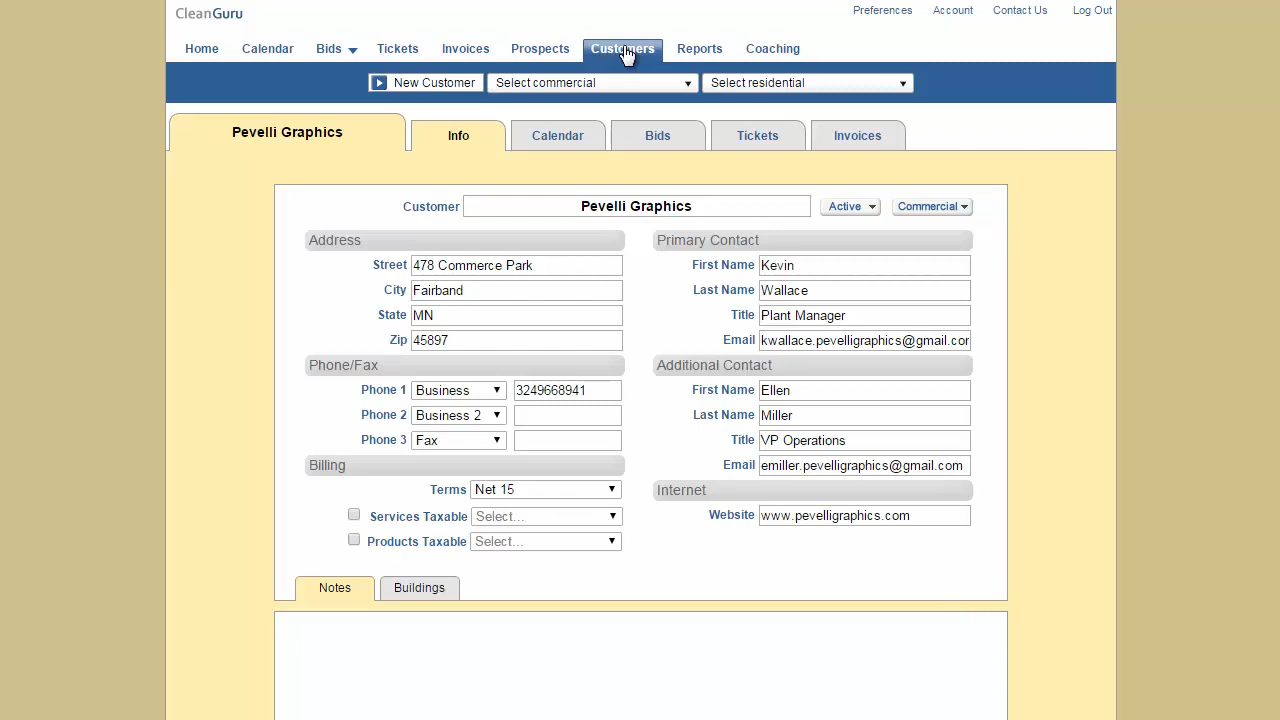 CleanGuru
Preferences Account Contact Us Log Out
Home Calendar Bids Tickets Invoices Prospects Customers Reports Coaching
New Customer Select commercial Select residential
Pevelli Graphics Info Calendar Bids Tickets Invoices
Customer Pevelli Graphics Active Commercial
Address
Street 478 Commerce Park
City Fairband
State MN
Zip 45897
Phone/Fax
Phone 1 Business 3249668941
Phone 2 Business 2
Phone 3 Fax
Billing
Terms Net 15
Services Taxable Select...
Products Taxable Select...
Primary Contact
First Name Kevin
Last Name Wallace
Title Plant Manager
Email kwallace.pevelligraphics@gmail.cor
Additional Contact
First Name Ellen
Last Name Miller
Title VP Operations
Email emiller.pevelligraphics@gmail.com
Internet
Website www.pevelligraphics.com
Notes Buildings